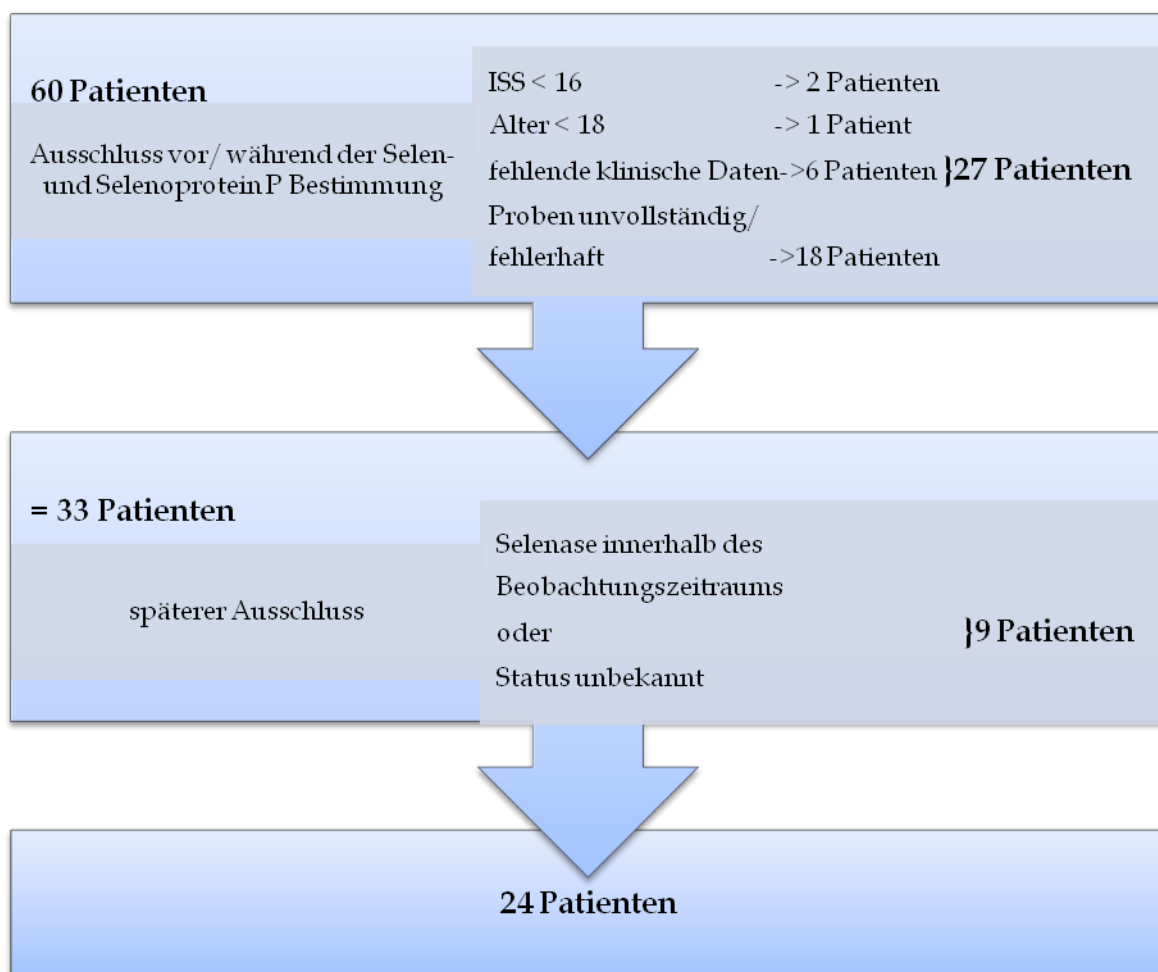 60 Patienten
Ausschluss vor/ während der Selen-
und Selenoprotein P Bestimmung
ISS < 16 -> 2 Patienten
Alter < 18 -> 1 Patient
fehlende klinische Daten->6 Patienten }27 Patienten
Proben unvollständig/
fehlerhaft ->18 Patienten
= 33 Patienten
späterer Ausschluss
Selenase innerhalb des
Beobachtungszeitraums
oder }9 Patienten
Status unbekannt
24 Patienten